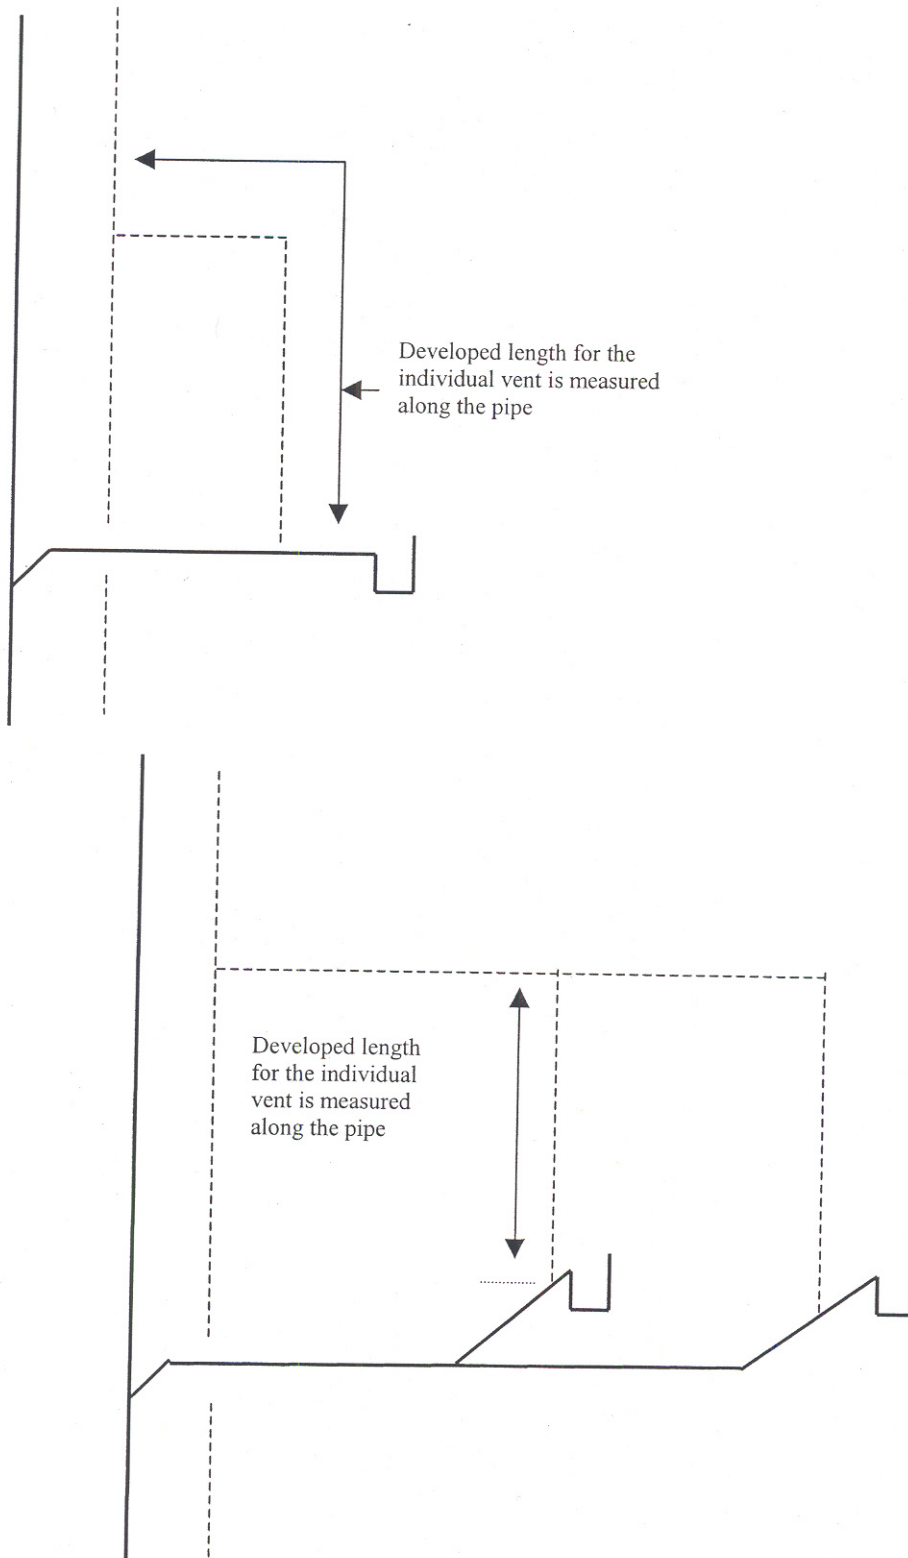 Developed length for the
individual vent is measured
along the pipe
Developed length
for the individual
vent is measured
along the pipe